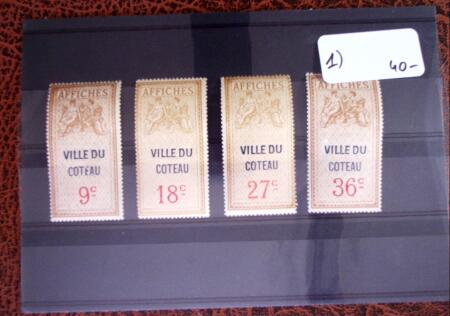 1) 40-
AFFICHES
VILLE DU
COTEAU
9c
AFFICHES
VILLE DU
COTEAU
18c
AFFICHES
VILLE DU
COTEAU
27c
AFFICHES
VILLE DU
COTEAU
36c